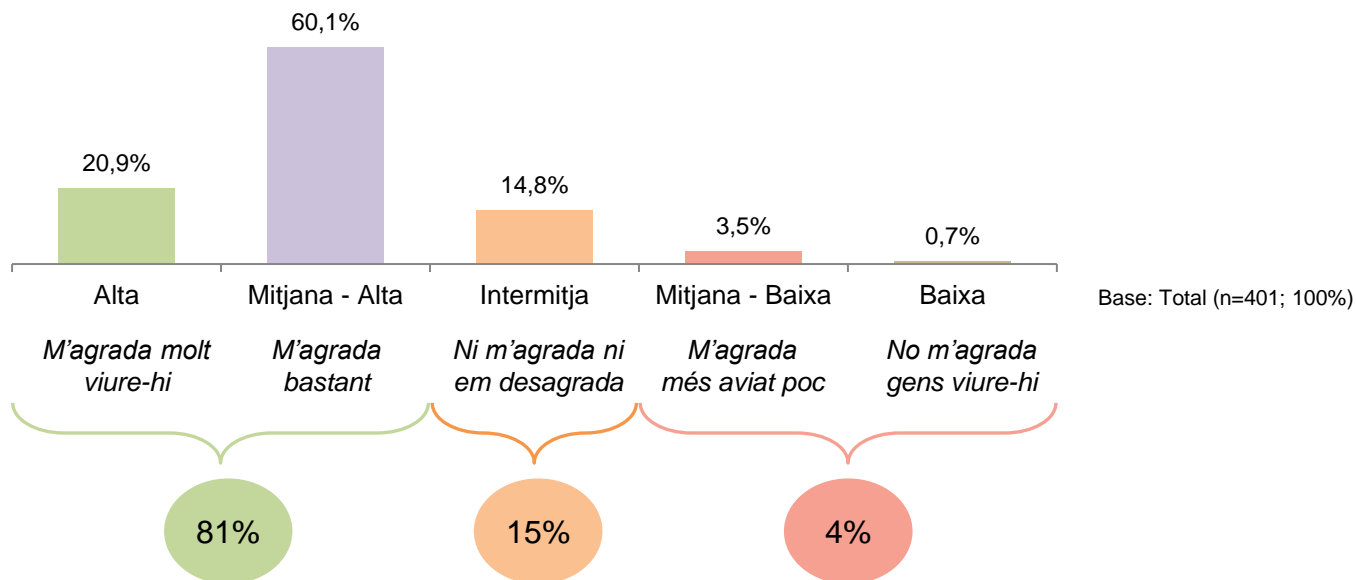 60,1%
20,9%
14,8%
3,5%
0,7%
Alta
Mitjana - Alta
Intermitja
Mitjana - Baixa
Baixa
Base: Total (n=401; 100%)
M'agrada molt
viure-hi
M'agrada
bastant
Ni m'agrada ni
em desagrada
M'agrada
més aviat poc
No m'agrada
gens viure-hi
81%
15%
4%